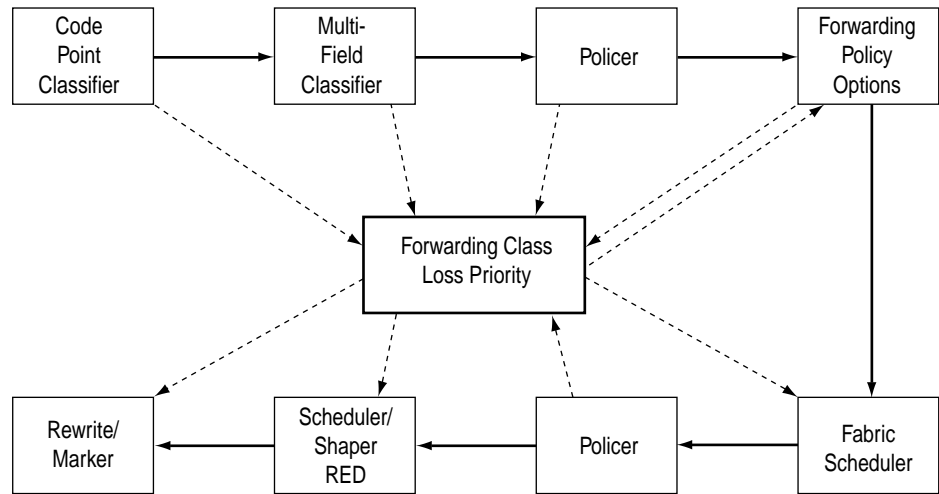 Code
Point
Classifier
Multi-
Field
Classifier
Policer
Forwarding
Policy
Options
Forwarding Class
Loss Priority
Rewrite/
Marker
Scheduler/
Shaper
RED
Policer
Fabric
Scheduler